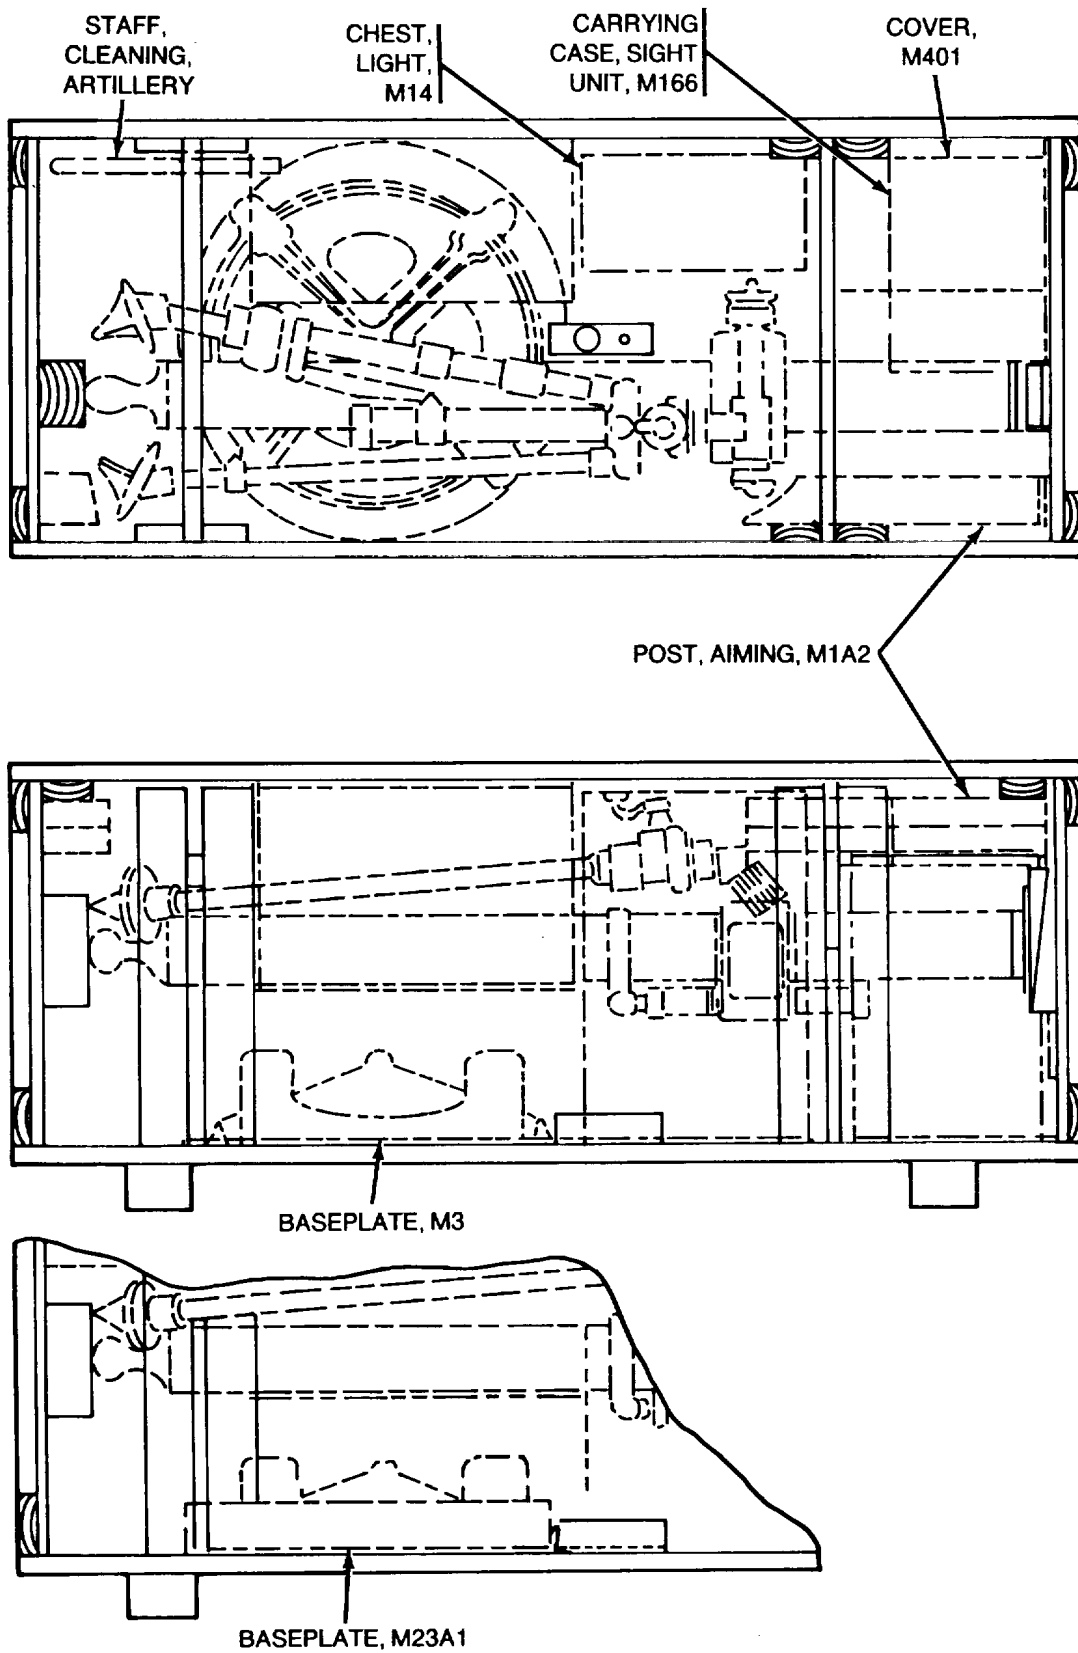 STAFF,
CLEANING,
ARTILLERY
CHEST,
LIGHT,
M14
CARRYING
CASE, SIGHT
UNIT, M166
COVER,
M401
POST, AIMING, M1A2
BASEPLATE, M3
BASEPLATE, M23A1